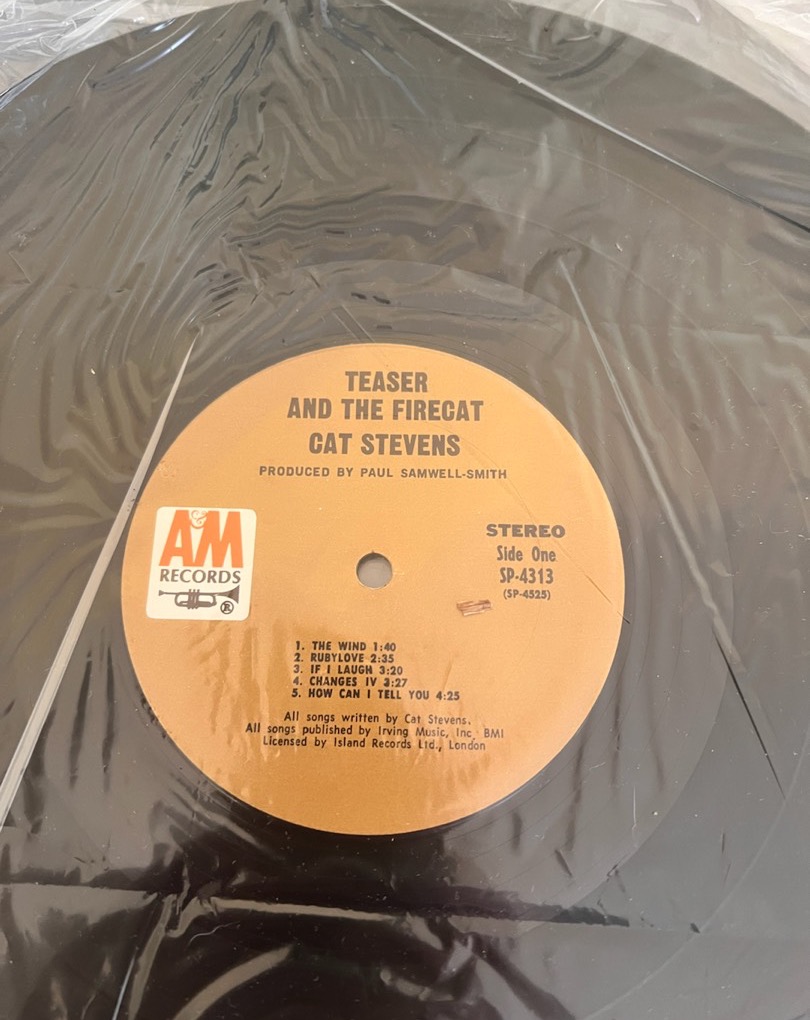 TEASER
AND THE FIRECAT
CAT STEVENS
PRODUCED BY PAUL SAMWELL-SMITH
A&M
RECORDS
®
STEREO
Side One
SP-4313
(SP-4525)
1. THE WIND 1:40
2. RUBYLOVE 2:35
3. IF I LAUGH 3:20
4. CHANGES IV 3:27
5. HOW CAN I TELL YOU 4:25
All songs written by Cat Stevens.
All songs published by Irving Music, Inc. BMI
Licensed by Island Records Ltd., London